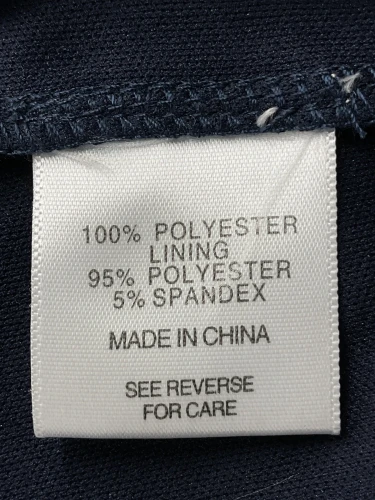 100% POLYESTER
LINING
95% POLYESTER
5% SPANDEX
MADE IN CHINA
SEE REVERSE
FOR CARE